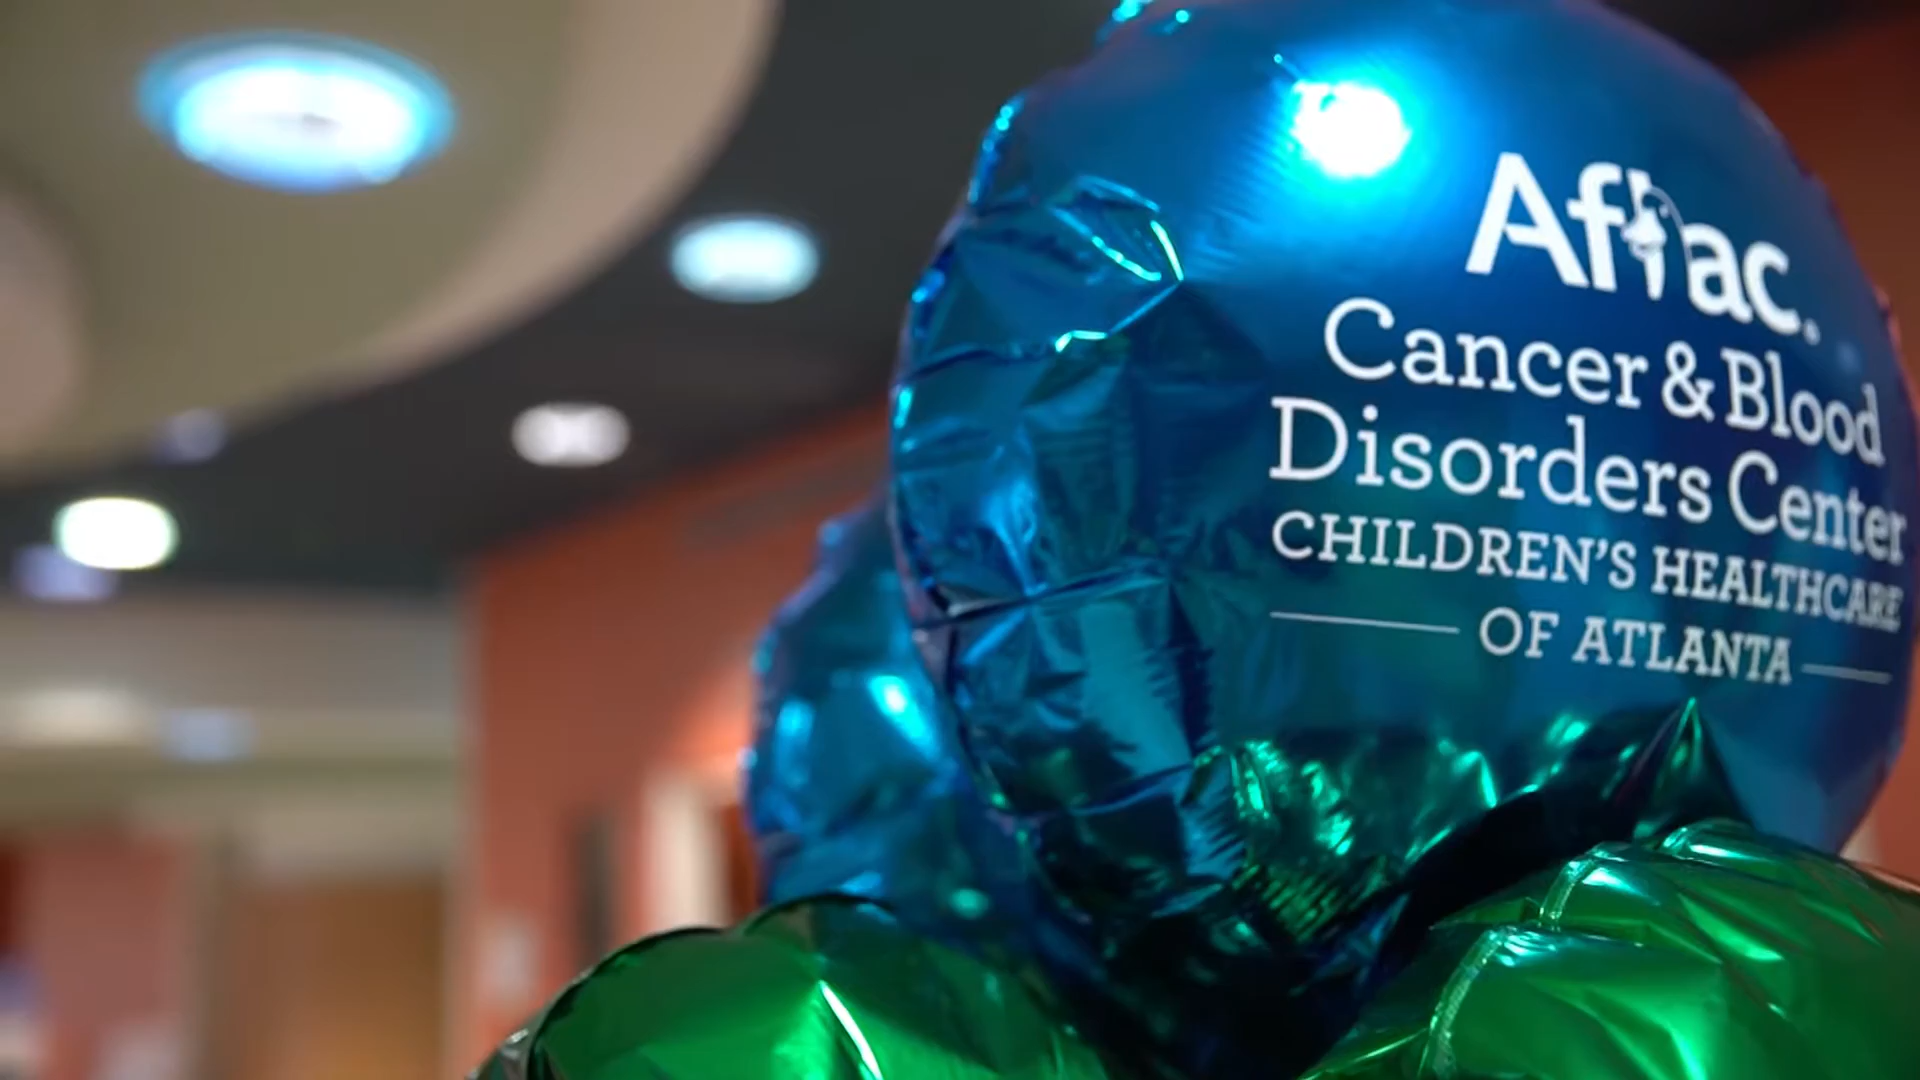 Aflac.
Cancer & Blood
Disorders Center
CHILDREN'S HEALTHCARE
OF ATLANTA